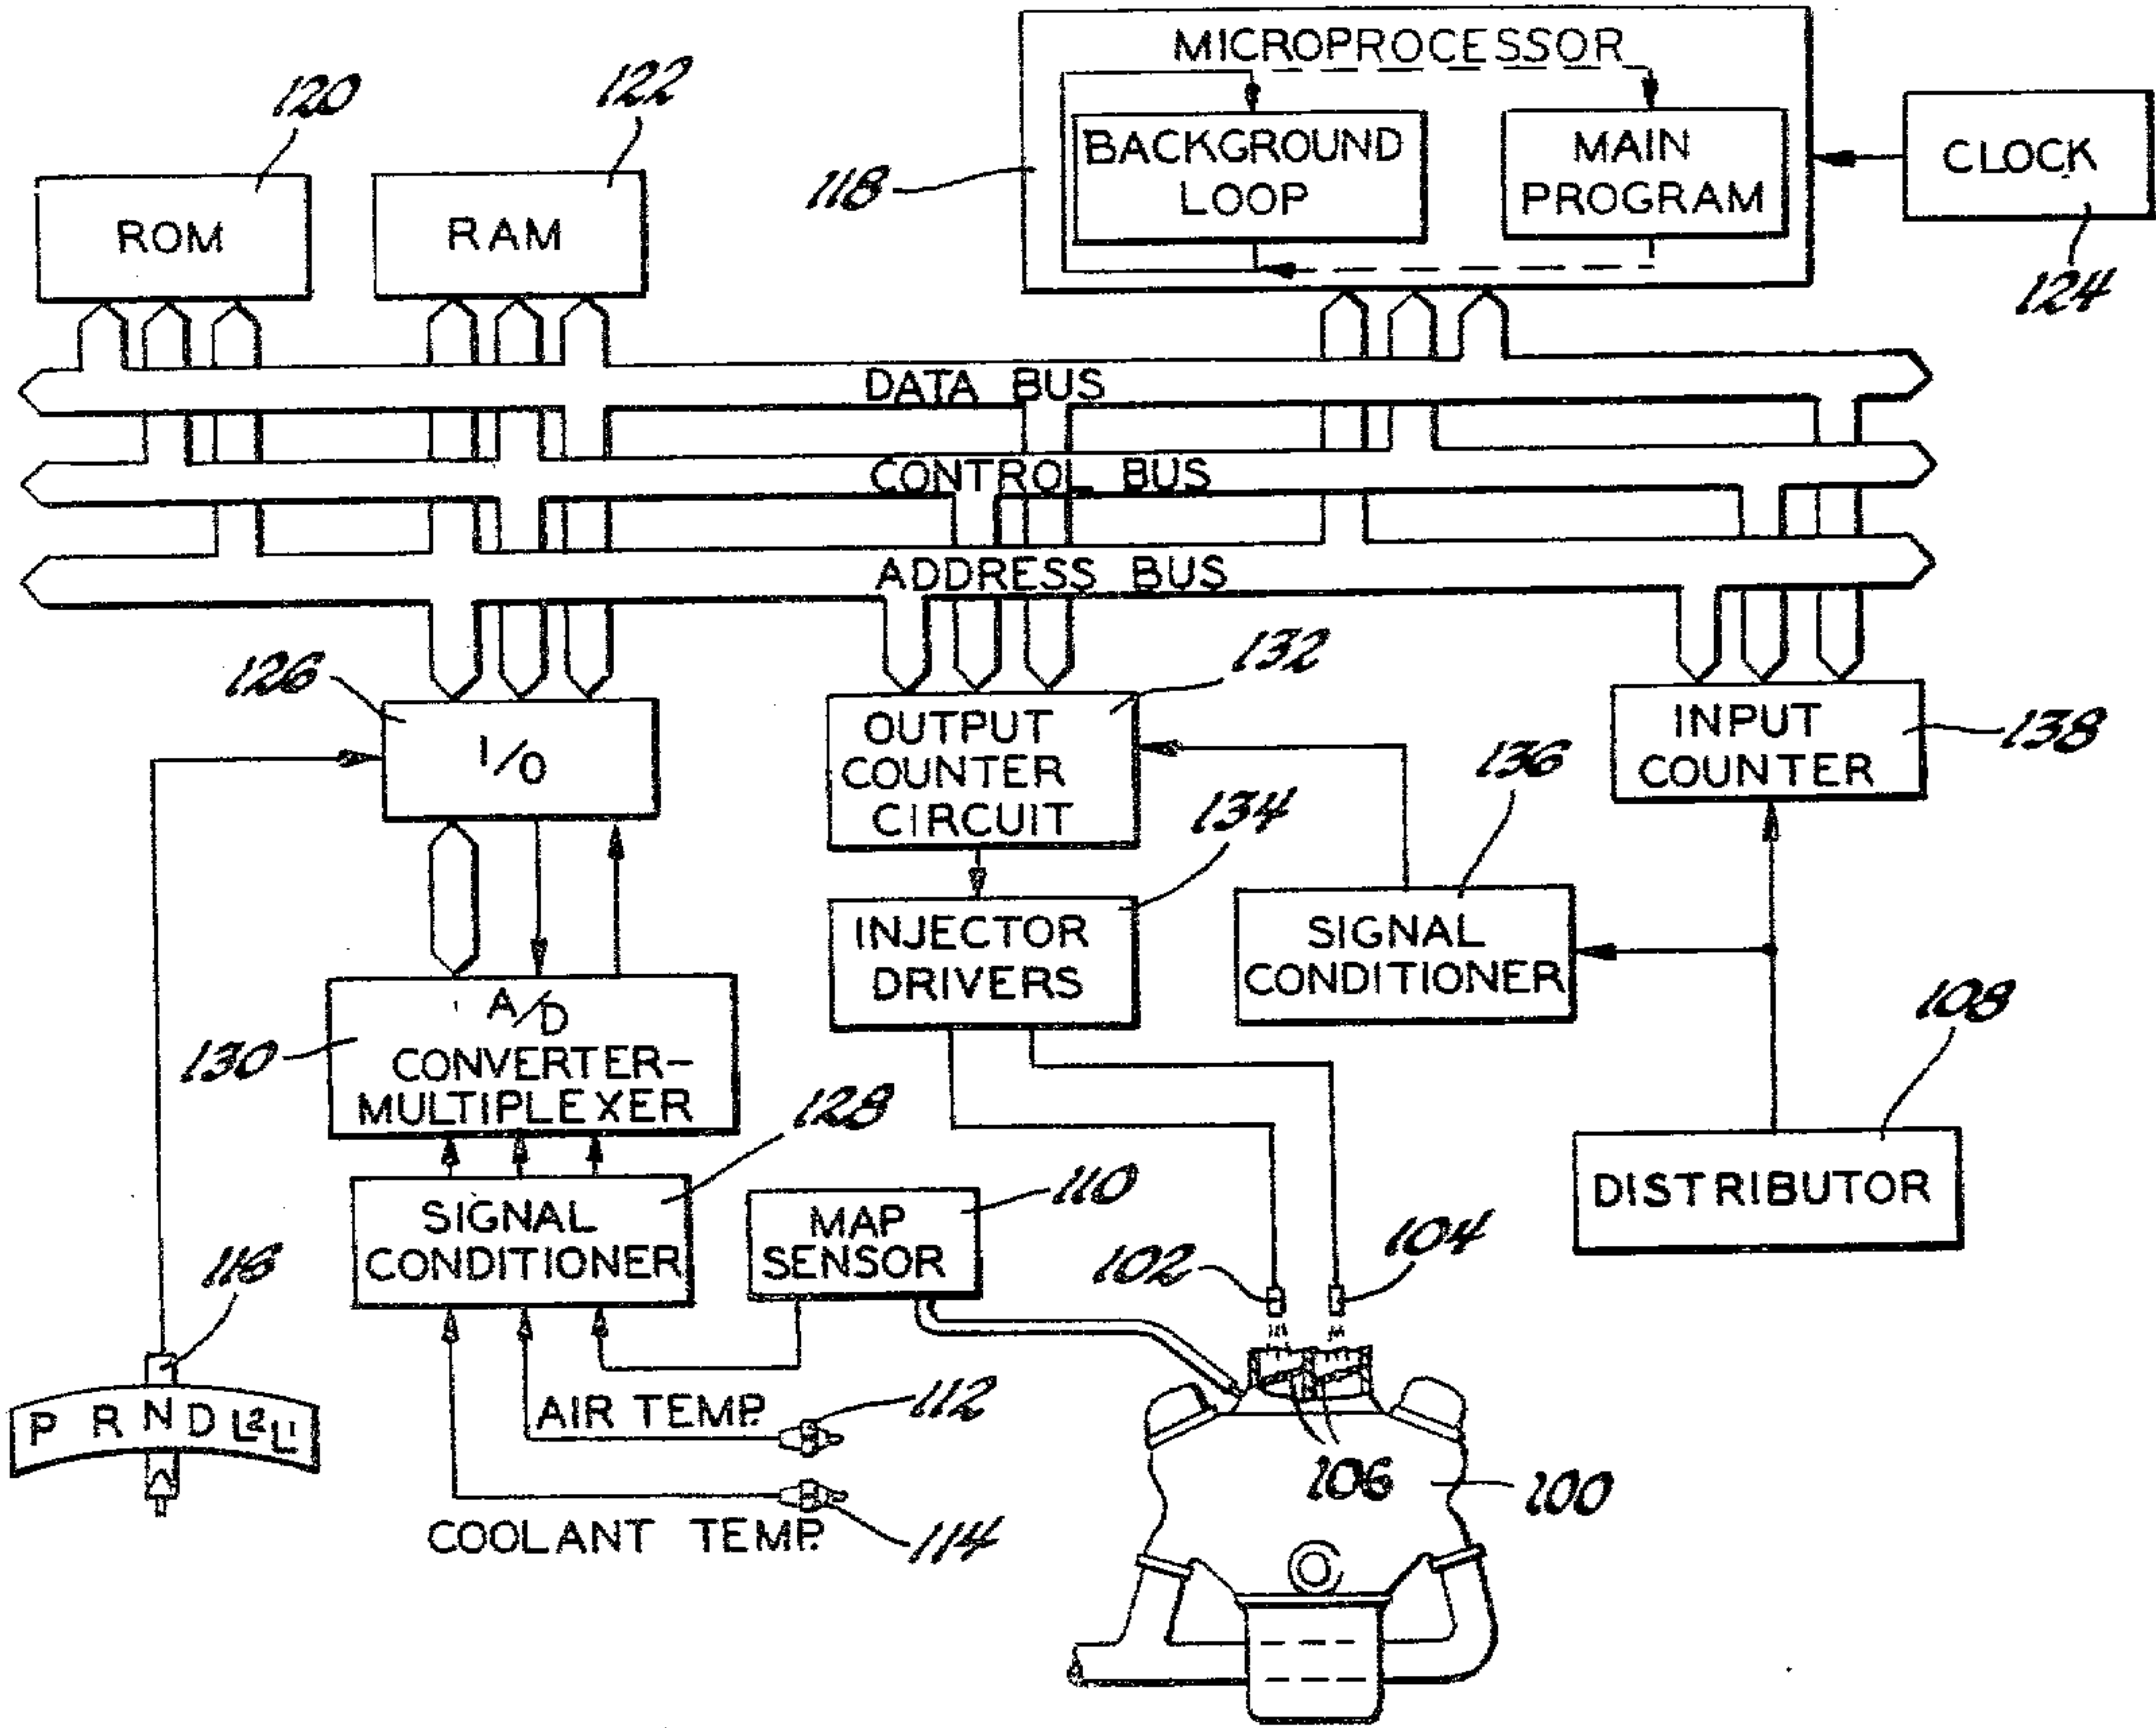 MICROPROCESSOR
120
122
BACKGROUND
LOOP
MAIN
PROGRAM
CLOCK
118
ROM
RAM
124
DATA BUS
CONTROL BUS
ADDRESS BUS
126
132
I/O
OUTPUT
COUNTER
CIRCUIT
136
INPUT
COUNTER
138
134
INJECTOR
DRIVERS
SIGNAL
CONDITIONER
108
A/D
CONVERTER-
MULTIPLEXER
130
128
DISTRIBUTOR
SIGNAL
CONDITIONER
MAP
SENSOR
110
102
104
116
P R N D L2 L1
AIR TEMP.
112
106
100
COOLANT TEMP.
114